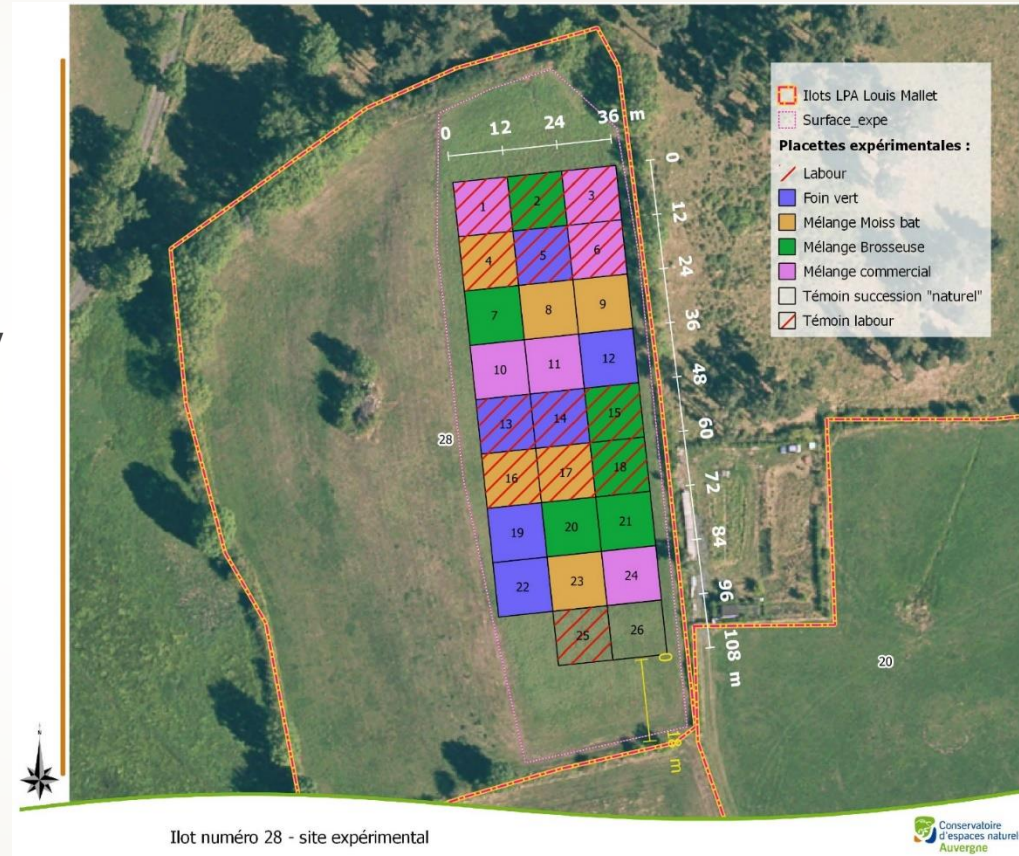 0 12 24 36 m
0
12
24
36
48
60
72
84
96
108 m
Ilots LPA Louis Mallet
Surface_expe
Placettes expérimentales :
Labour
Foin vert
Mélange Moiss bat
Mélange Brosseuse
Mélange commercial
Témoin succession "naturel"
Témoin labour
1 2 3
4 5 6
7 8 9
10 11 12
13 14 15
16 17 18
19 20 21
22 23 24
25 26
28
20
0
18 m
Ilot numéro 28 - site expérimental
Conservatoire
d'espaces naturel
Auvergne